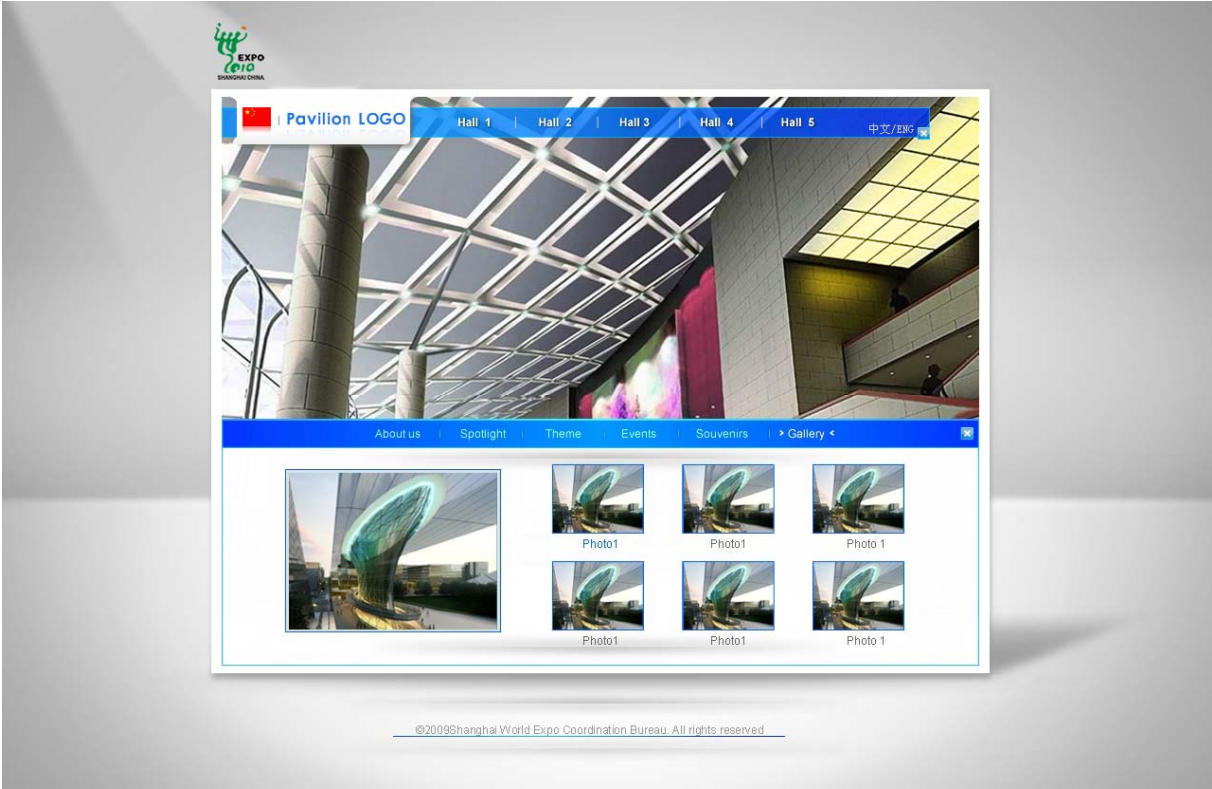 EXPO
2010
SHANGHAI CHINA
Pavilion LOGO
Hall 1 | Hall 2 | Hall 3 | Hall 4 | Hall 5
中文/ENG
About us | Spotlight | Theme | Events | Souvenirs | > Gallery <
Photo1 Photo1 Photo 1
Photo1 Photo1 Photo 1
©2009Shanghai World Expo Coordination Bureau. All rights reserved